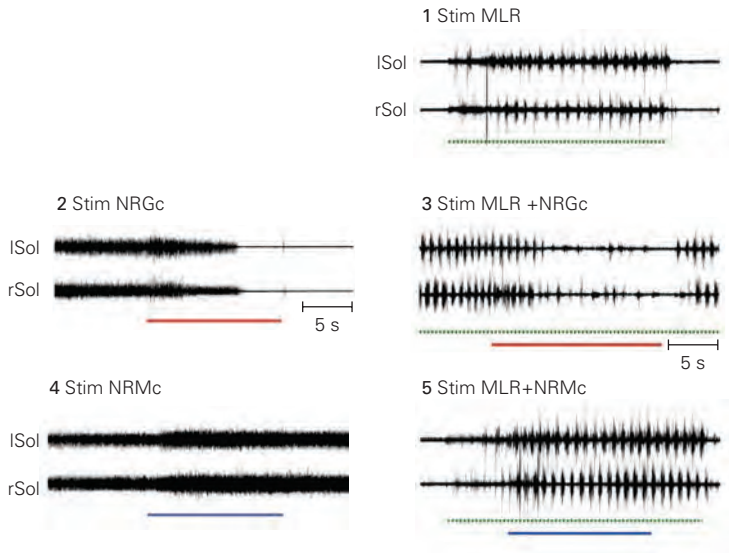 1 Stim MLR
lSol
rSol
2 Stim NRGc
lSol
rSol
5 s
3 Stim MLR +NRGc
5 s
4 Stim NRMc
lSol
rSol
5 Stim MLR+NRMc